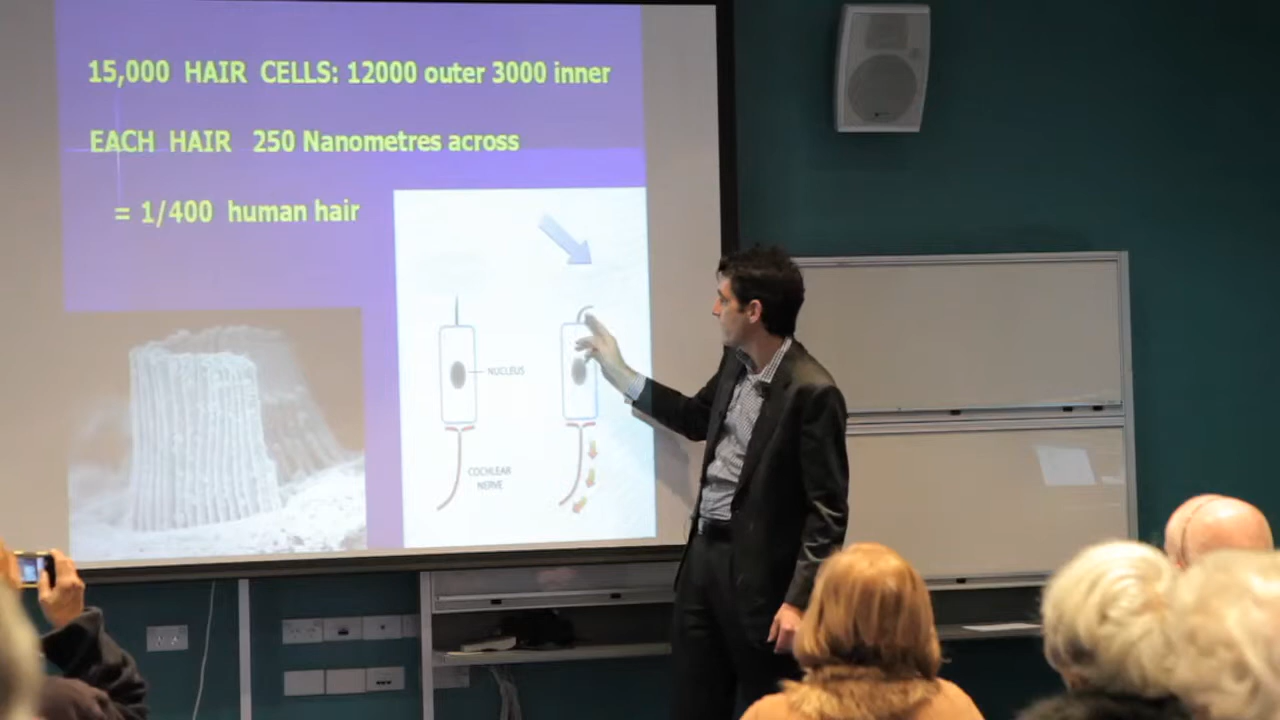 15,000 HAIR CELLS: 12000 outer 3000 inner
EACH HAIR 250 Nanometres across
= 1/400 human hair
NUCLEUS
COCHLEAR
NERVE